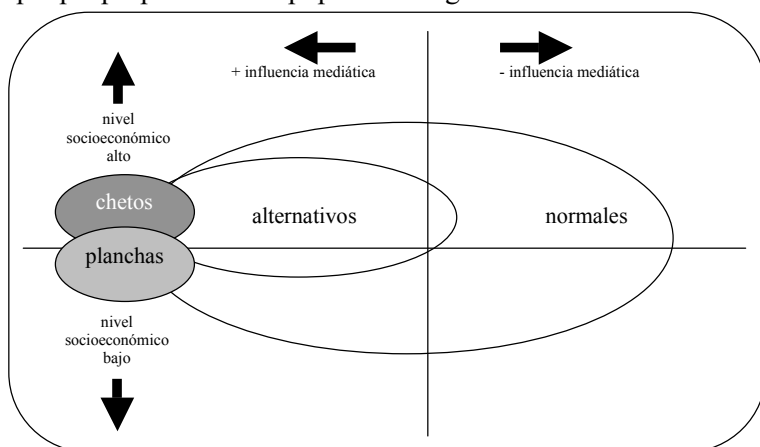 + influencia mediática
- influencia mediática
nivel
socioeconómico
alto
chetos
alternativos
normales
planchas
nivel
socioeconómico
bajo